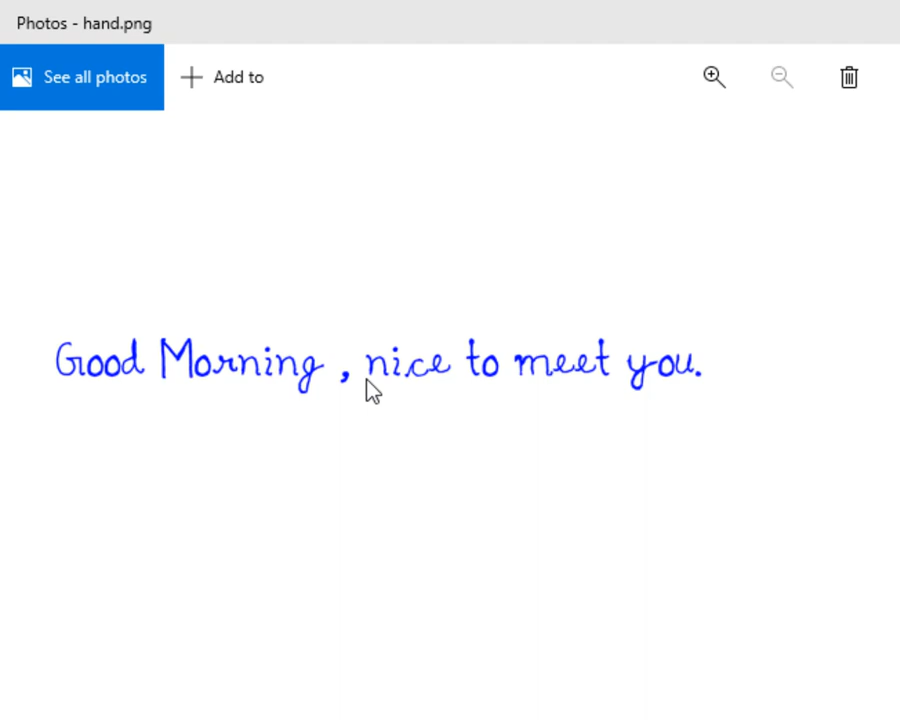 Photos - hand.png
See all photos
Add to
Good Morning , nice to meet you.